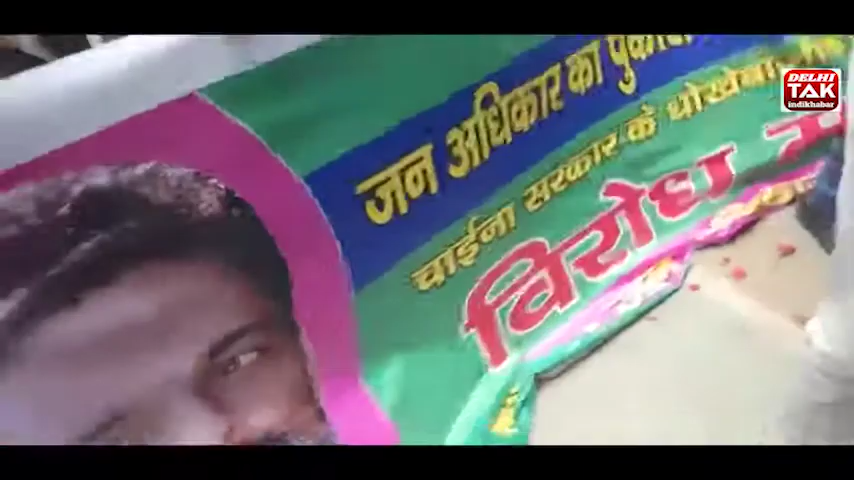 जन अधिकार का
चाईना सरकार के
विरोध
DELHI
TAK
indikhabar